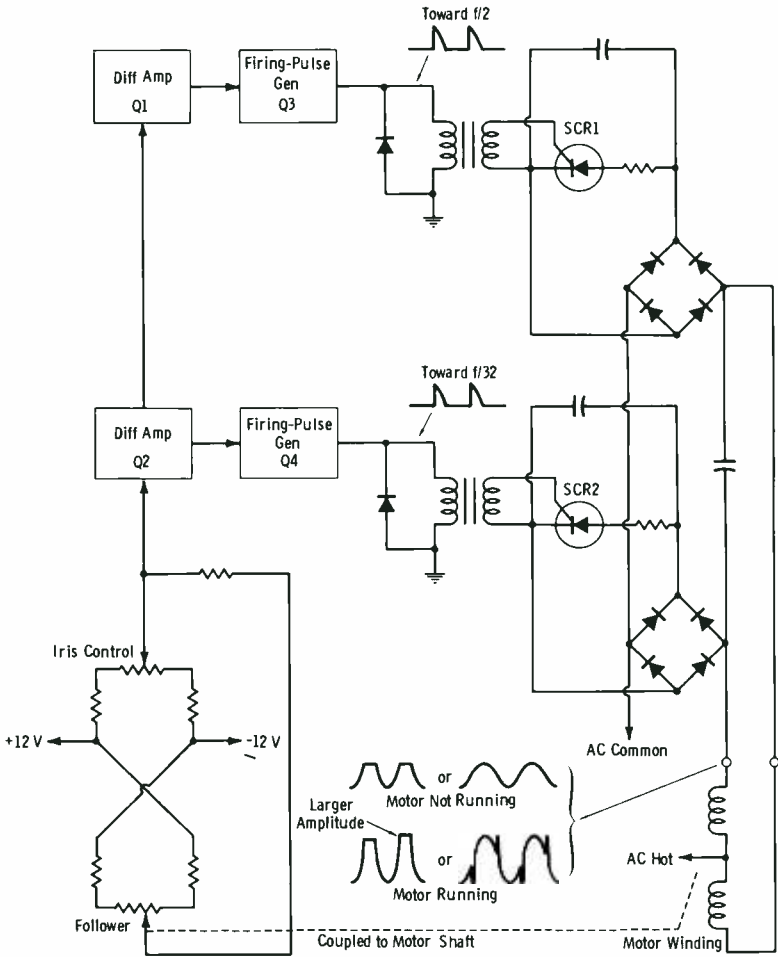 Toward f/2
Diff Amp
Q1
Firing-Pulse
Gen
Q3
SCR1
Toward f/32
Diff Amp
Q2
Firing-Pulse
Gen
Q4
SCR2
Iris Control
+12 V
-12 V
AC Common
or
Motor Not Running
Larger
Amplitude
or
Motor Running
AC Hot
Follower
Coupled to Motor Shaft
Motor Winding